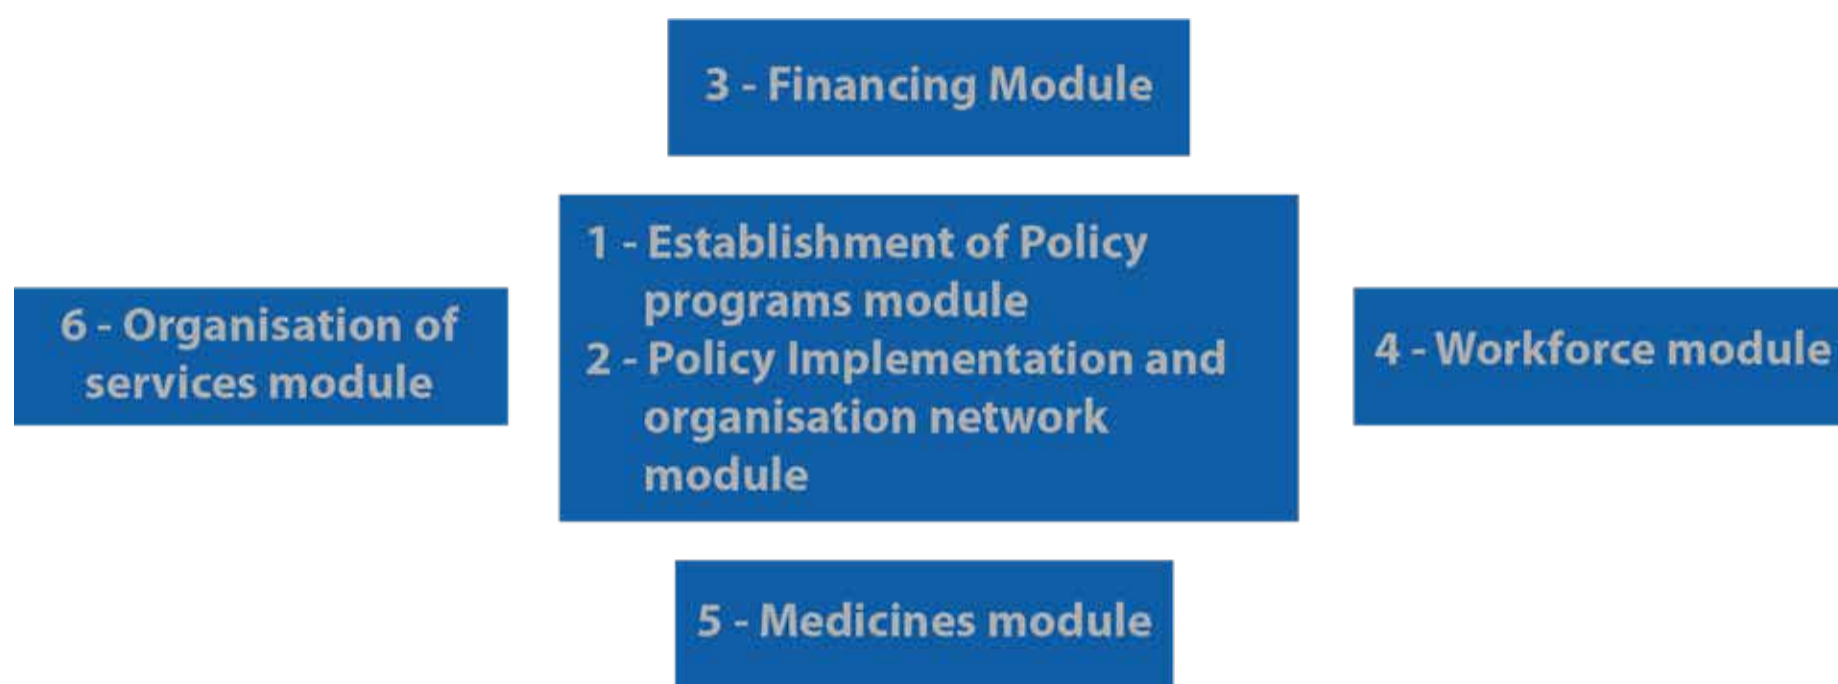 3 - Financing Module
1 - Establishment of Policy
programs module
2 - Policy Implementation and
organisation network
module
6 - Organisation of
services module
4 - Workforce module
5 - Medicines module